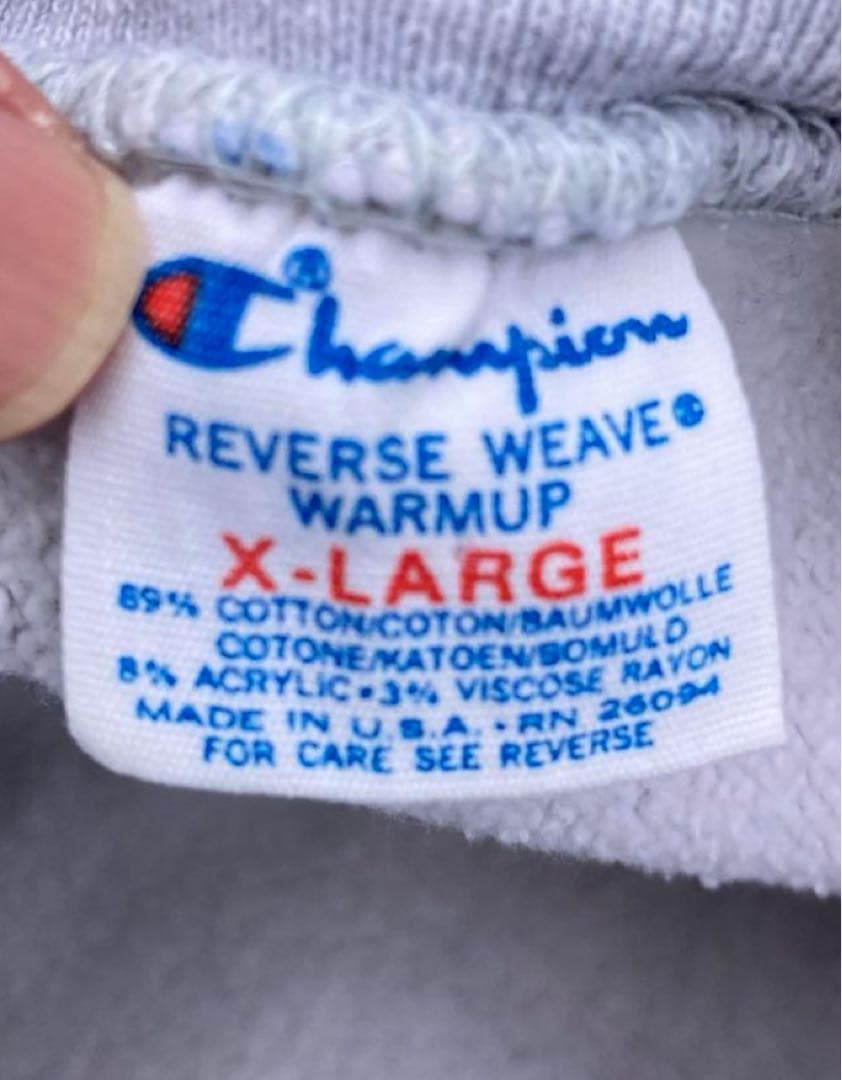 Champion®
REVERSE WEAVE®
WARMUP
X-LARGE
89% COTTON/COTON/BAUMWOLLE
COTONE/KATOEN/BOMULD
8% ACRYLIC•3% VISCOSE RAYON
MADE IN U.S.A. - RN 26094
FOR CARE SEE REVERSE